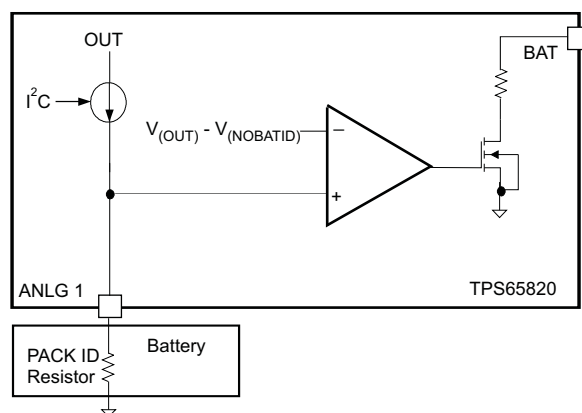 OUT
BAT
I²C
V(OUT) - V(NOBATID)
−
+
ANLG 1
TPS65820
PACK ID
Resistor
Battery